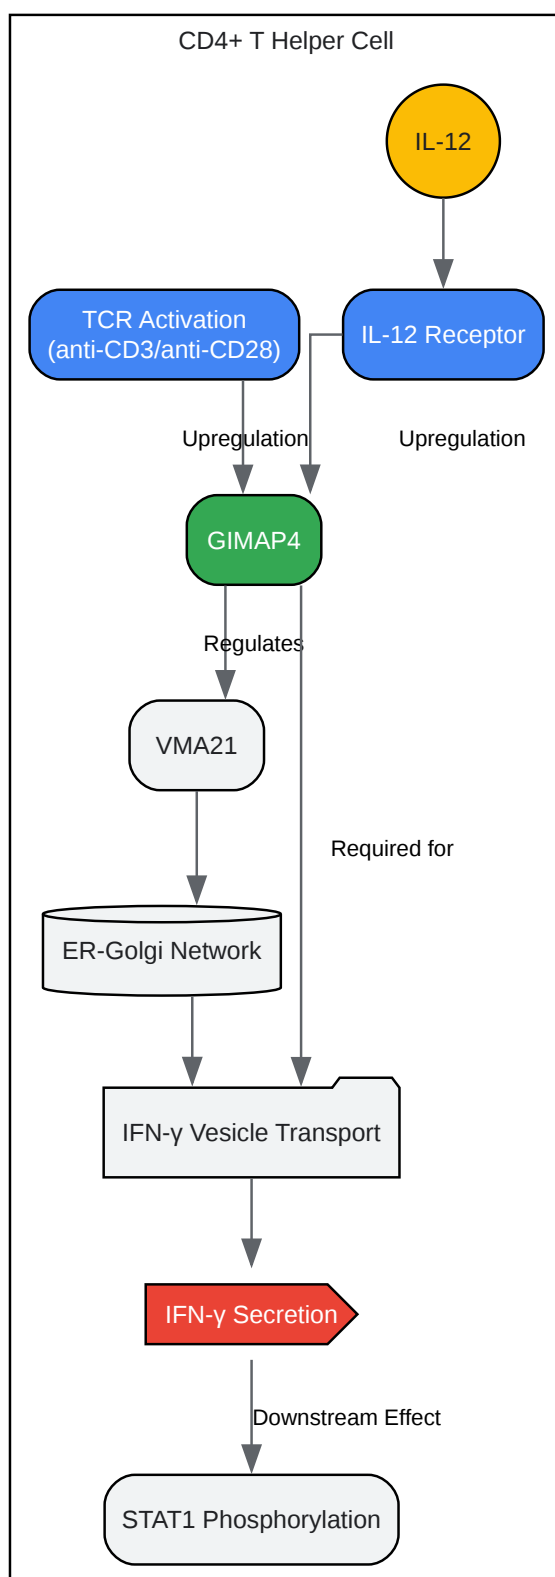 CD4+ T Helper Cell
IL-12
TCR Activation
(anti-CD3/anti-CD28)
IL-12 Receptor
Upregulation
Upregulation
GIMAP4
Regulates
VMA21
Required for
ER-Golgi Network
IFN-γ Vesicle Transport
IFN-γ Secretion
Downstream Effect
STAT1 Phosphorylation